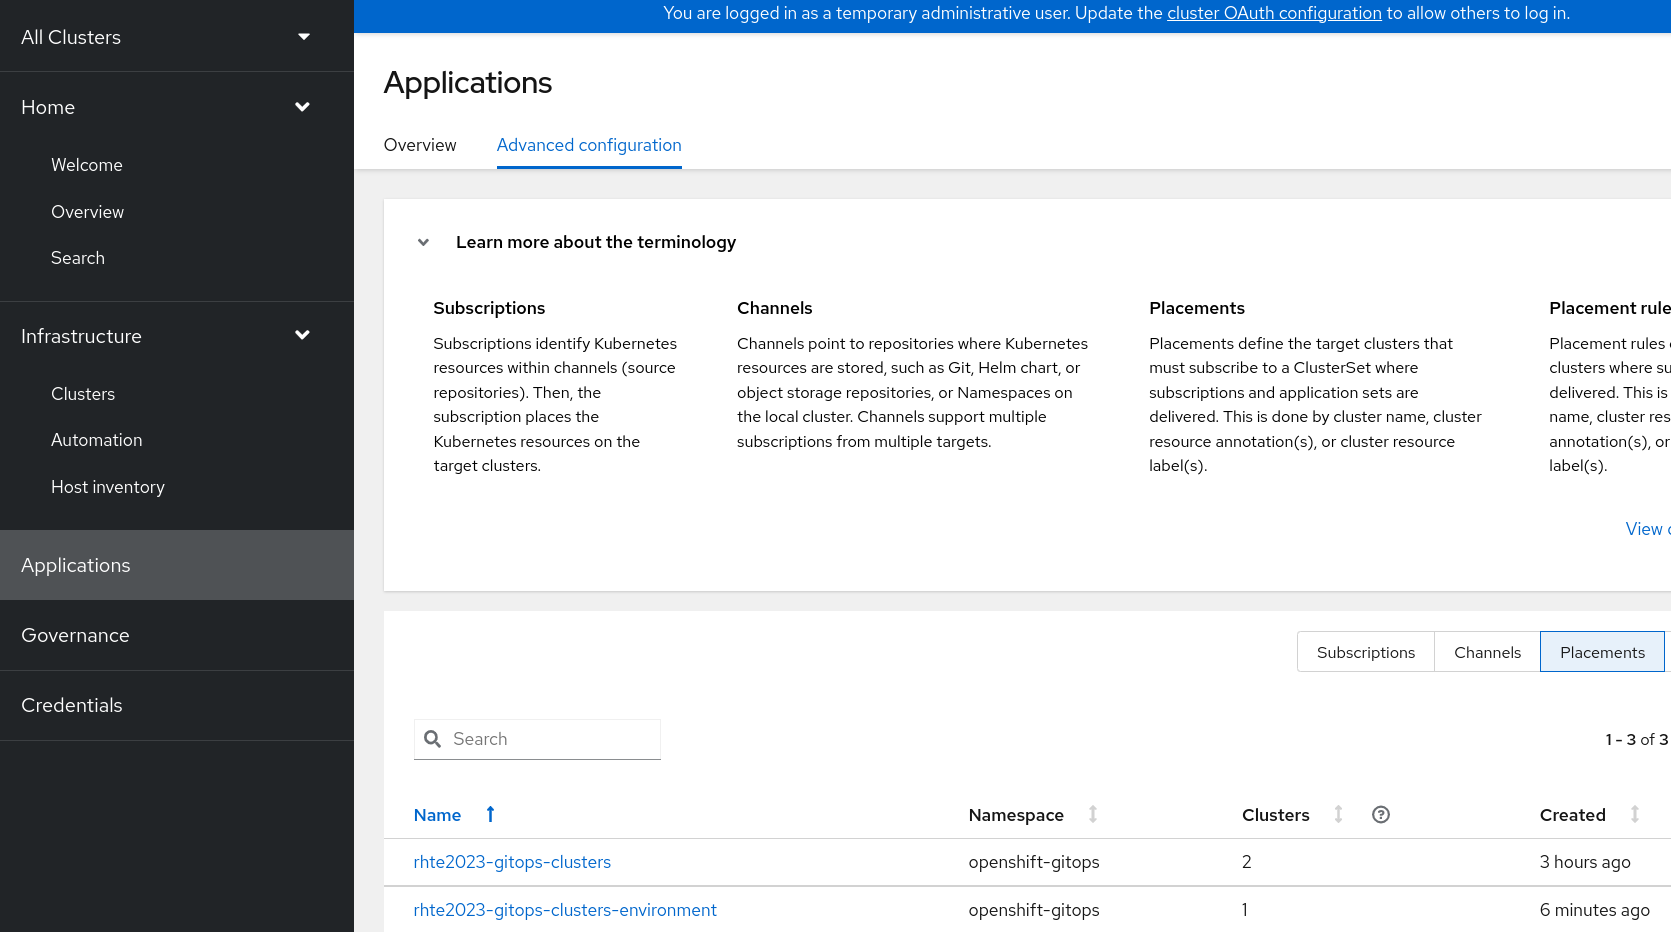 All Clusters
Home
Welcome
Overview
Search
Infrastructure
Clusters
Automation
Host inventory
Applications
Governance
Credentials
You are logged in as a temporary administrative user. Update the cluster OAuth configuration to allow others to log in.
Applications
Overview Advanced configuration
Learn more about the terminology
Subscriptions
Subscriptions identify Kubernetes
resources within channels (source
repositories). Then, the
subscription places the
Kubernetes resources on the
target clusters.
Channels
Channels point to repositories where Kubernetes
resources are stored, such as Git, Helm chart, or
object storage repositories, or Namespaces on
the local cluster. Channels support multiple
subscriptions from multiple targets.
Placements
Placements define the target clusters that
must subscribe to a ClusterSet where
subscriptions and application sets are
delivered. This is done by cluster name, cluster
resource annotation(s), or cluster resource
label(s).
Placement rule
Placement rules
clusters where su
delivered. This is
name, cluster res
annotation(s), or
label(s).
View
Subscriptions Channels Placements
Search
1 - 3 of 3
Name Namespace Clusters Created
rhte2023-gitops-clusters openshift-gitops 2 3 hours ago
rhte2023-gitops-clusters-environment openshift-gitops 1 6 minutes ago